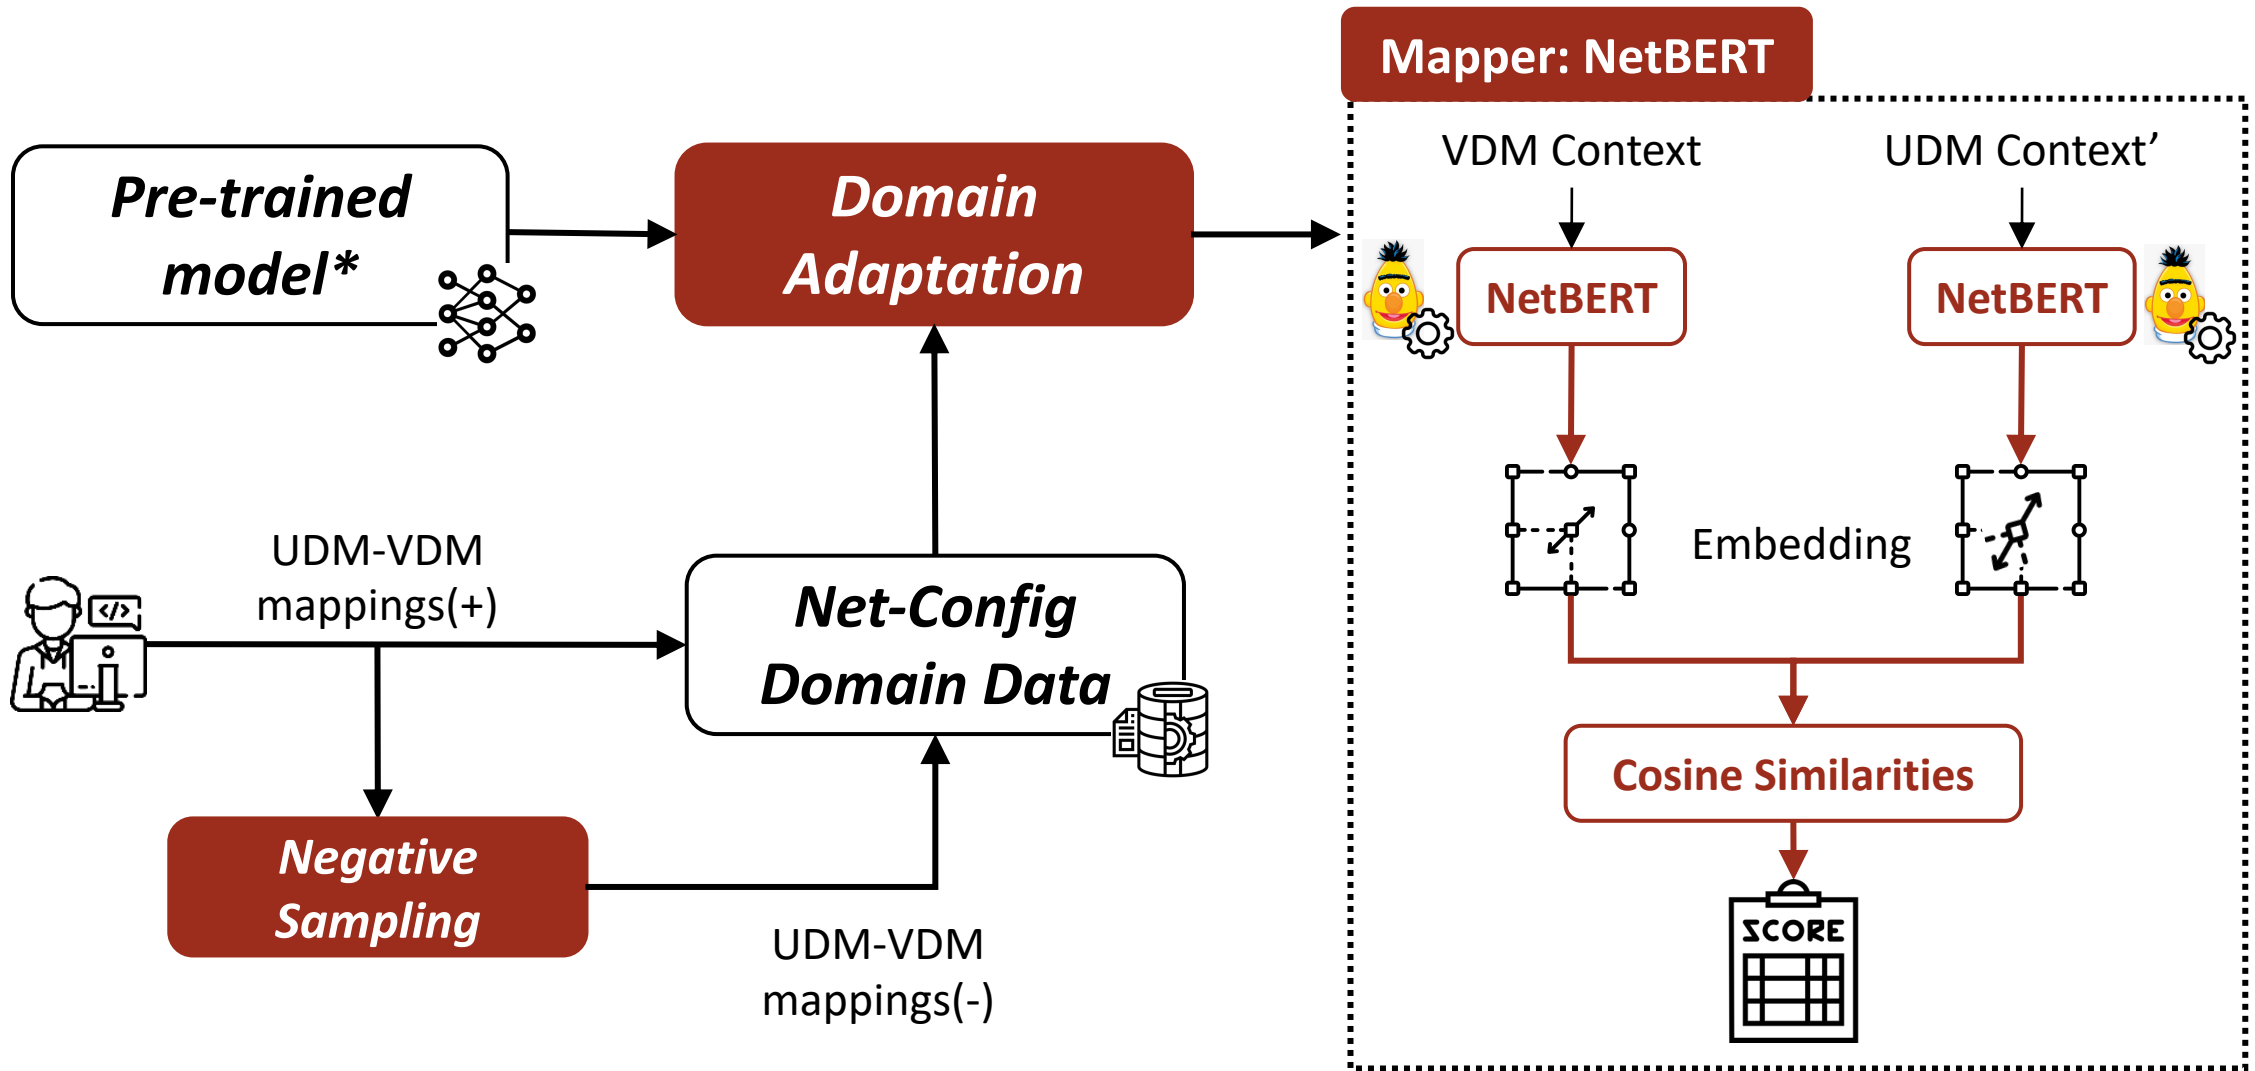 Mapper: NetBERT
Pre-trained
model*
Domain
Adaptation
VDM Context
UDM Context’
NetBERT
NetBERT
Embedding
UDM-VDM
mappings(+)
</>
Net-Config
Domain Data
Cosine Similarities
Negative
Sampling
UDM-VDM
mappings(-)
SCORE